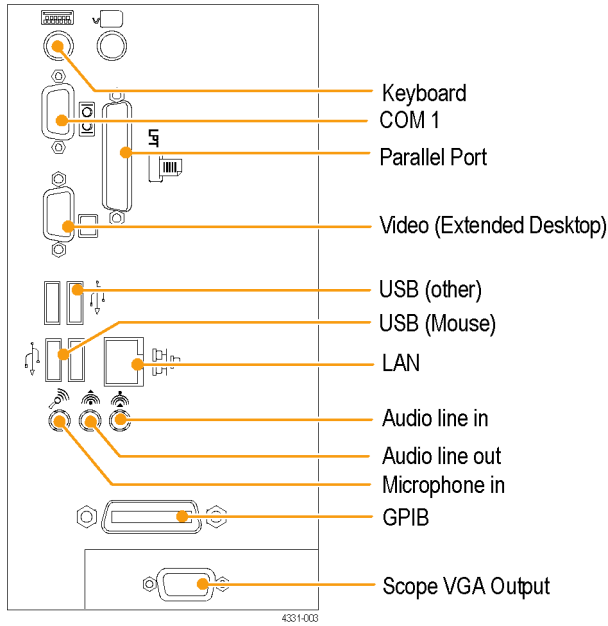 Keyboard
COM 1
Parallel Port
LPT
Video (Extended Desktop)
USB (other)
USB (Mouse)
LAN
Audio line in
Audio line out
Microphone in
GPIB
Scope VGA Output
4331-003